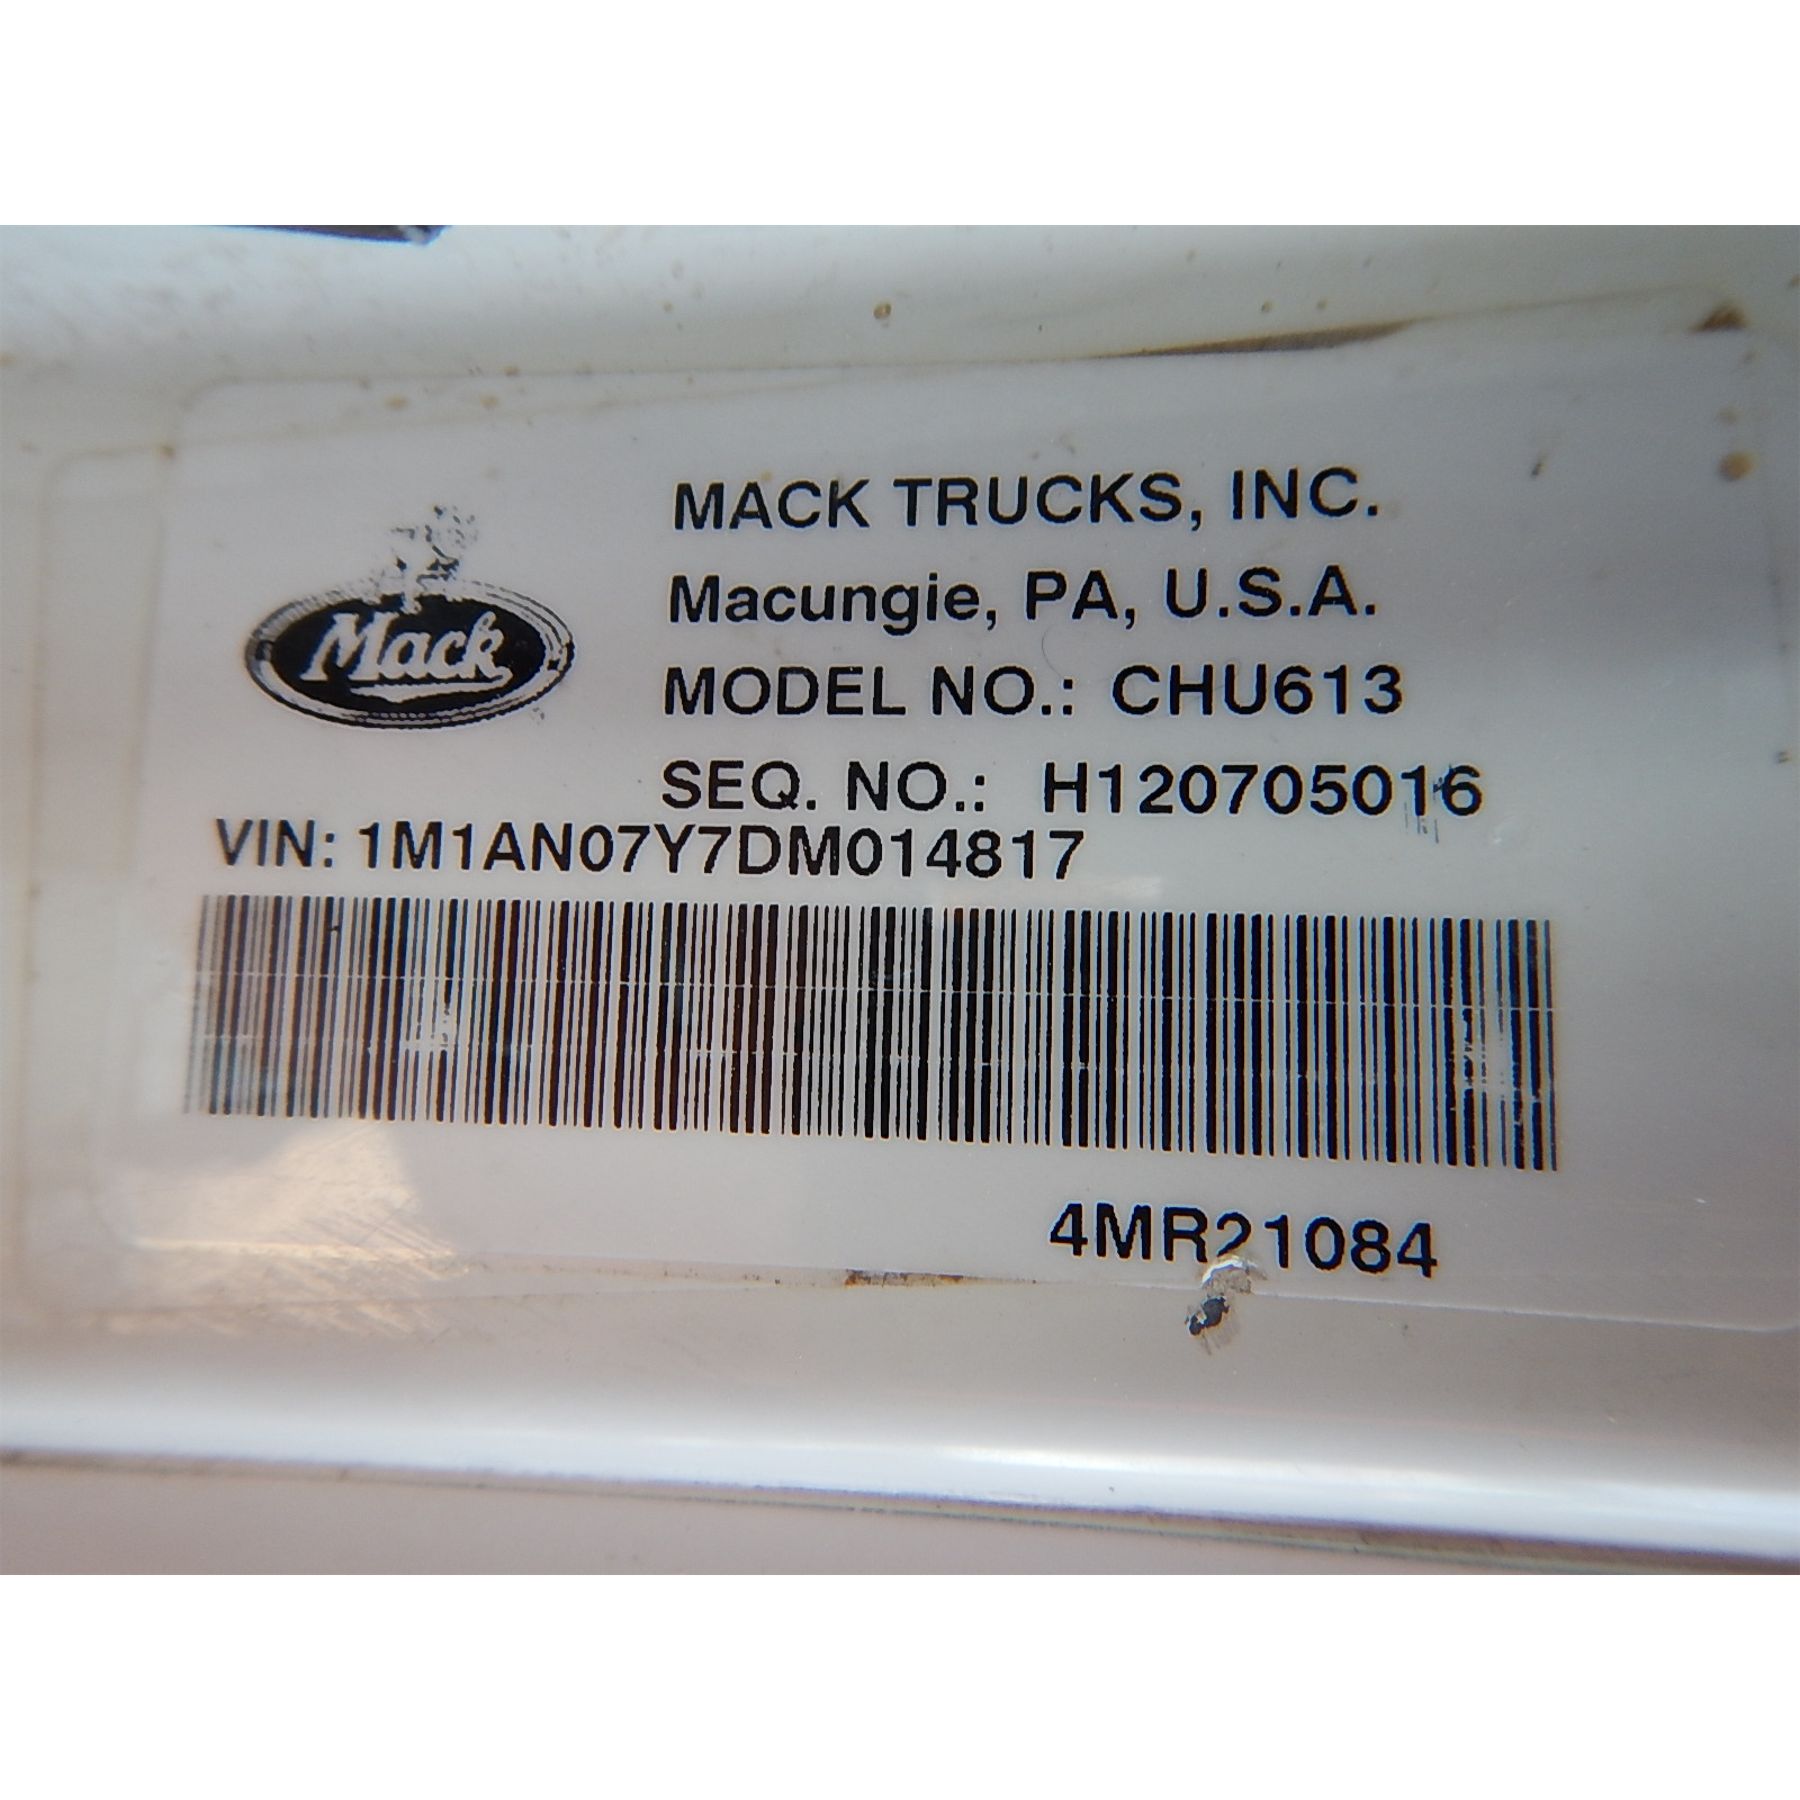 MACK TRUCKS, INC.
Macungie, PA, U.S.A.
Mack
MODEL NO.: CHU613
SEQ. NO.: H120705016
VIN: 1M1AN07Y7DM014817
4MR21084